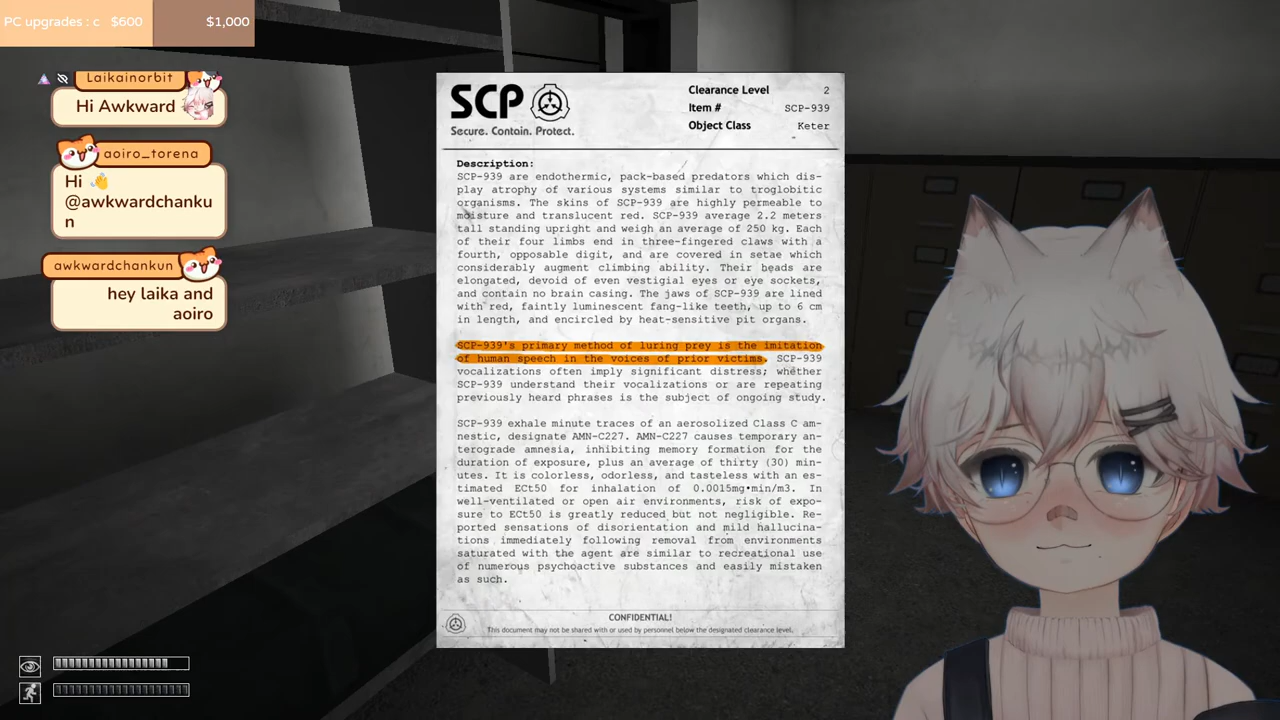 PC upgrades : c $600
$1,000
Laikainorbit
Hi Awkward
aoiro_torena
Hi 👋
@awkwardchanku
n
awkwardchankun
hey laika and
aoiro
SCP
Secure. Contain. Protect.
Clearance Level 2
Item # SCP-939
Object Class Keter
Description:
SCP-939 are endothermic, pack-based predators which dis-
play atrophy of various systems similar to troglobitic
organisms. The skins of SCP-939 are highly permeable to
moisture and translucent red. SCP-939 average 2.2 meters
tall standing upright and weigh an average of 250 kg. Each
of their four limbs end in three-fingered claws with a
fourth, opposable digit, and are covered in setae which
considerably augment climbing ability. Their heads are
elongated, devoid of even vestigial eyes or eye sockets,
and contain no brain casing. The jaws of SCP-939 are lined
with red, faintly luminescent fang-like teeth, up to 6 cm
in length, and encircled by heat-sensitive pit organs.
SCP-939's primary method of luring prey is the imitation
of human speech in the voices of prior victims. SCP-939
vocalizations often imply significant distress; whether
SCP-939 understand their vocalizations or are repeating
previously heard phrases is the subject of ongoing study.
SCP-939 exhale minute traces of an aerosolized Class C am-
nestic, designate AMN-C227. AMN-C227 causes temporary an-
terograde amnesia, inhibiting memory formation for the
duration of exposure, plus an average of thirty (30) min-
utes. It is colorless, odorless, and tasteless with an es-
timated ECt50 for inhalation of 0.0015mg•min/m3. In
well-ventilated or open air environments, risk of expo-
sure to ECt50 is greatly reduced but not negligible. Re-
ported sensations of disorientation and mild hallucina-
tions immediately following removal from environments
saturated with the agent are similar to recreational use
of numerous psychoactive substances and easily mistaken
as such.
CONFIDENTIAL!
This document may not be shared with or used by personnel below the designated clearance level.